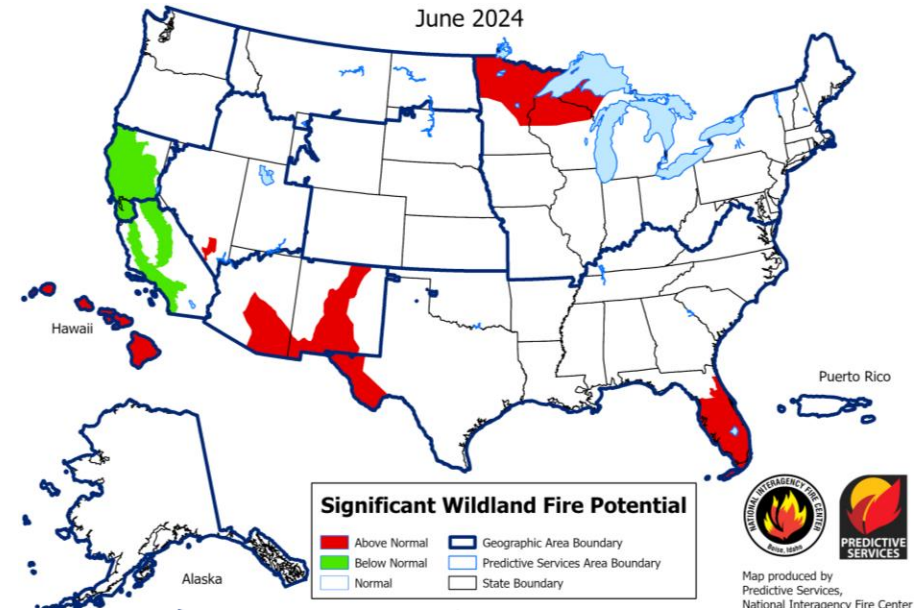 June 2024
Hawaii
Puerto Rico
Alaska
Significant Wildland Fire Potential
Above Normal
Below Normal
Normal
Geographic Area Boundary
Predictive Services Area Boundary
State Boundary
NATIONAL INTERAGENCY FIRE CENTER
Boise, Idaho
PREDICTIVE
SERVICES
Map produced by
Predictive Services,
National Interagency Fire Center